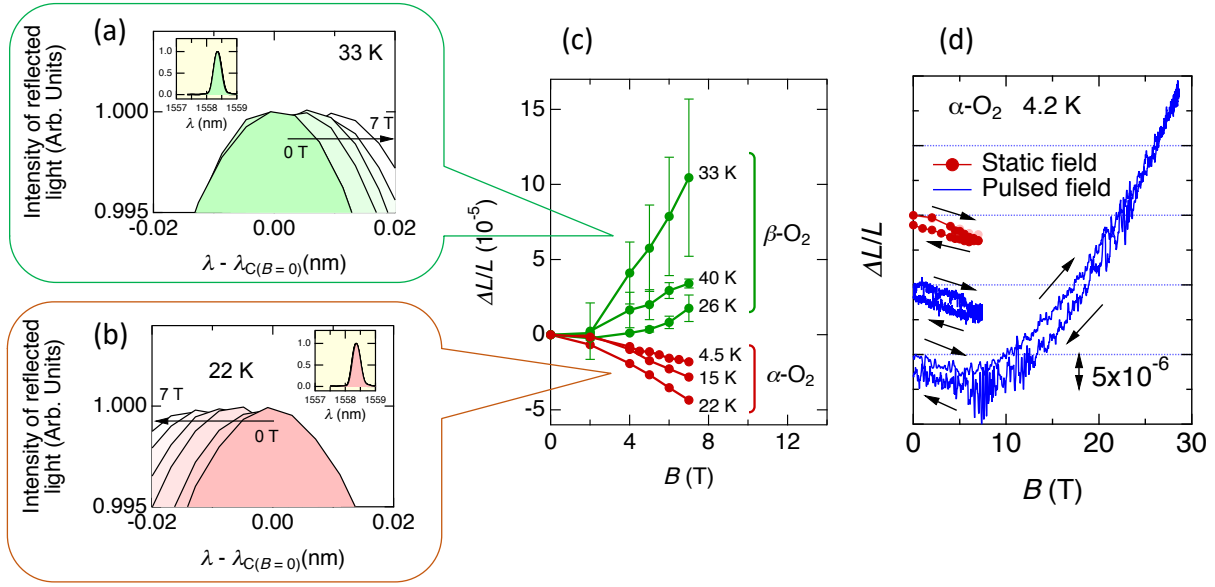 (a)
Intensity of reflected
light (Arb. Units)
33 K
1.0
0.5
0.0
1557 1558 1559
λ (nm)
1.000
0.995
7 T
0 T
-0.02 0.00 0.02
λ - λC(B = 0)(nm)
(b)
Intensity of reflected
light (Arb. Units)
22 K
1.0
0.5
0.0
1557 1558 1559
λ (nm)
7 T
0 T
1.000
0.995
-0.02 0.00 0.02
λ - λC(B = 0)(nm)
(c)
ΔL/L (10⁻⁵)
15
10
5
0
-5
33 K
40 K
26 K
β-O₂
4.5 K
15 K
22 K
α-O₂
0 4 8 12
B (T)
(d)
ΔL/L
α-O₂ 4.2 K
Static field
Pulsed field
5x10⁻⁶
0 10 20 30
B (T)